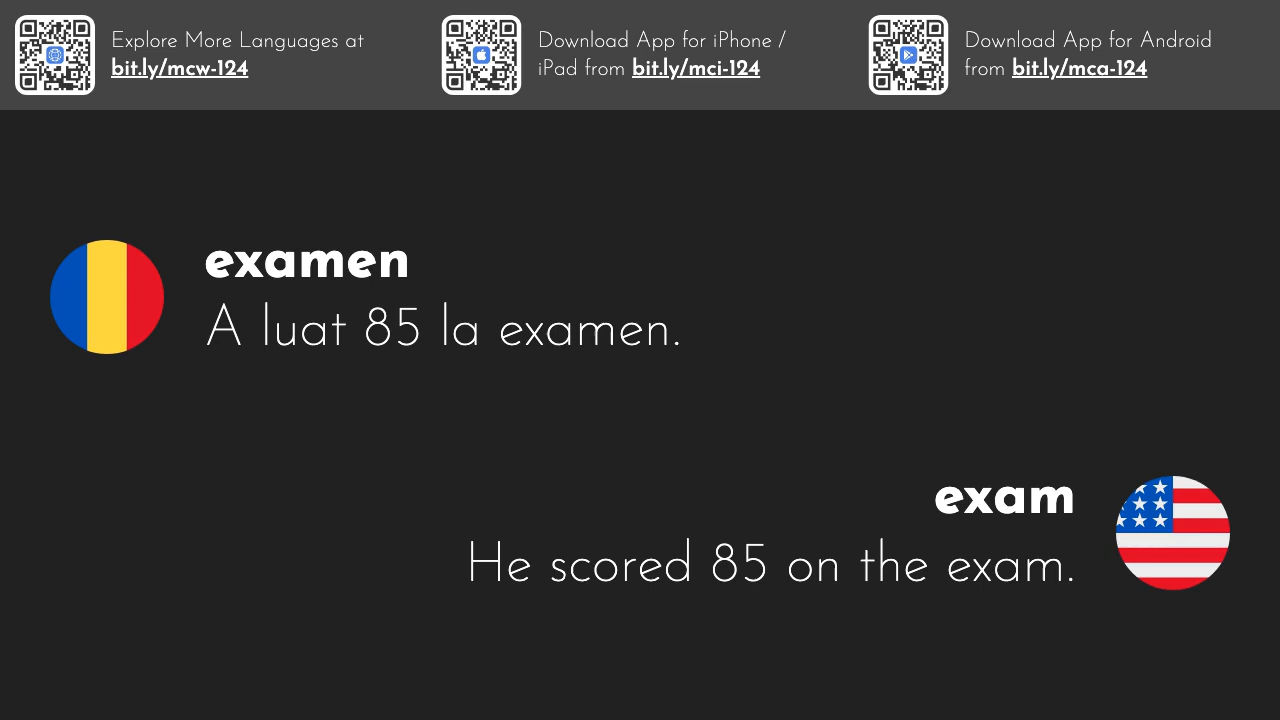 Explore More Languages at
bit.ly/mcw-124
Download App for iPhone /
iPad from bit.ly/mci-124
Download App for Android
from bit.ly/mca-124
examen
A luat 85 la examen.
exam
He scored 85 on the exam.